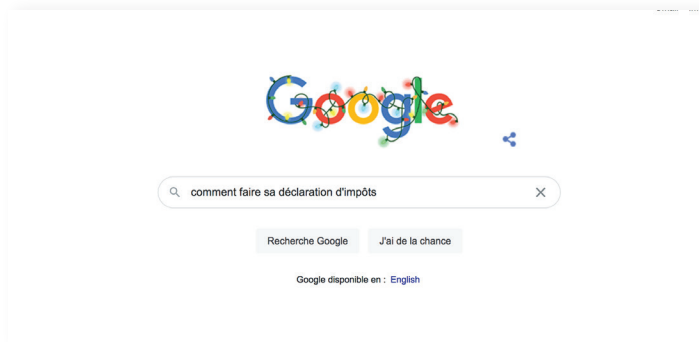 Google
comment faire sa déclaration d'impôts
Recherche Google
J'ai de la chance
Google disponible en : English